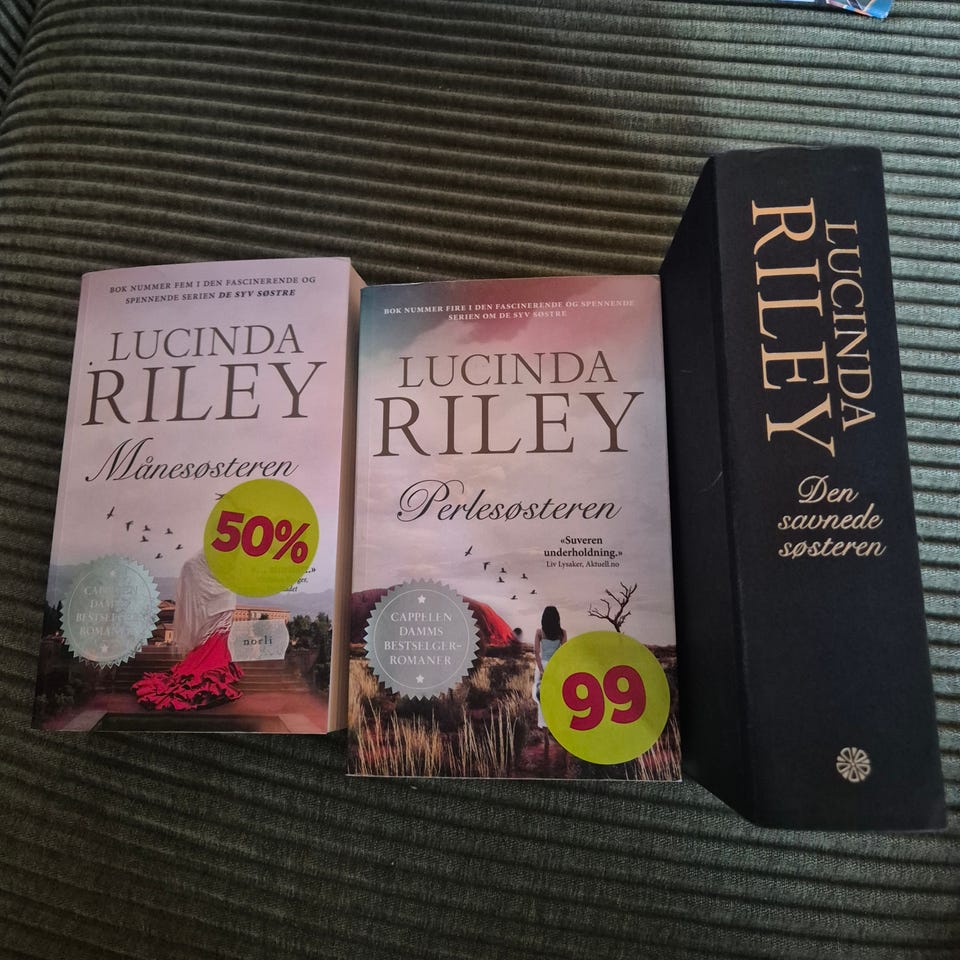 BOK NUMMER FEM I DEN FASCINERENDE OG
SPENNENDE SERIEN DE SYV SØSTRE
LUCINDA
RILEY
Månesøsteren
50%
CAPPELEN
DAMMS
BESTSELGER-
ROMANER
norli
BOK NUMMER FIRE I DEN FASCINERENDE OG SPENNENDE
SERIEN OM DE SYV SØSTRE
LUCINDA
RILEY
Perlesøsteren
«Suveren
underholdning.»
Liv Lysaker, Aktuell.no
CAPPELEN
DAMMS
BESTSELGER-
ROMANER
99
LUCINDA
RILEY
Den
savnede
søsteren